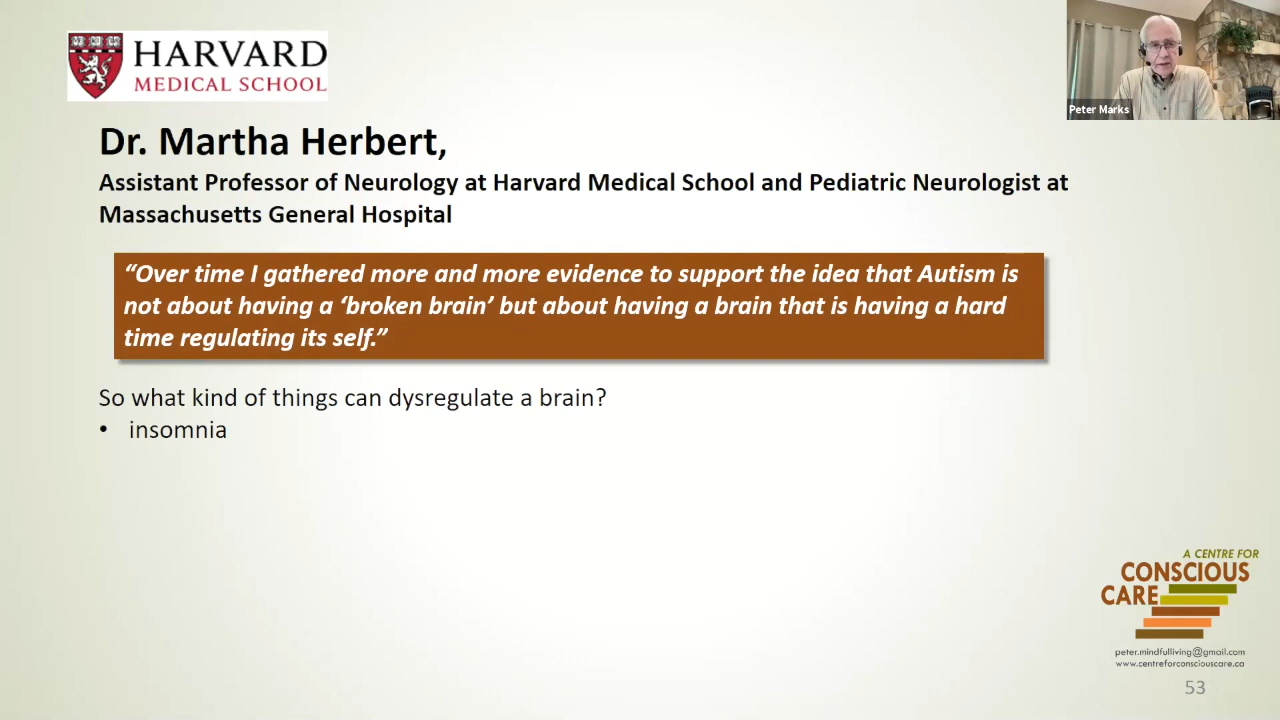 HARVARD
MEDICAL SCHOOL
Peter Marks
Dr. Martha Herbert,
Assistant Professor of Neurology at Harvard Medical School and Pediatric Neurologist at
Massachusetts General Hospital
“Over time I gathered more and more evidence to support the idea that Autism is
not about having a ‘broken brain’ but about having a brain that is having a hard
time regulating its self.”
So what kind of things can dysregulate a brain?
• insomnia
A CENTRE FOR
CONSCIOUS
CARE
peter.mindfulliving@gmail.com
www.centreforconsciouscare.ca
53